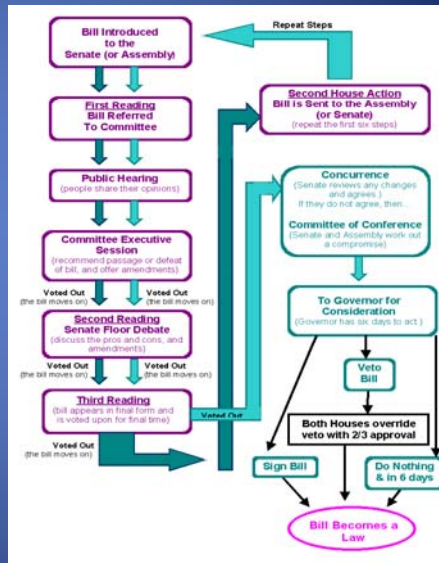 Bill Introduced
to the
Senate (or Assembly)
Repeat Steps
First Reading
Bill Referred
To Committee
Second House Action
Bill is Sent to the Assembly
(or Senate)
(repeat the first six steps)
Public Hearing
(people share their opinions)
Concurrence
(Senate reviews any changes
and agrees.)
If they do not agree, then...
Committee of Conference
(Senate and Assembly work out
a compromise)
Committee Executive
Session
(recommend passage or defeat
of bill, and offer amendments)
Voted Out
(the bill moves on)
Voted Out
(the bill moves on)
To Governor for
Consideration
(Governor has six days to act.)
Second Reading
Senate Floor Debate
(discuss the pros and cons, and
amendments)
Voted Out
(the bill moves on)
Voted Out
(the bill moves on)
Veto
Bill
Third Reading
(bill appears in final form and
is voted upon for final time)
Voted Out
Both Houses override
veto with 2/3 approval
Voted Out
(the bill moves on)
Sign Bill
Do Nothing
& in 6 days
Bill Becomes a
Law